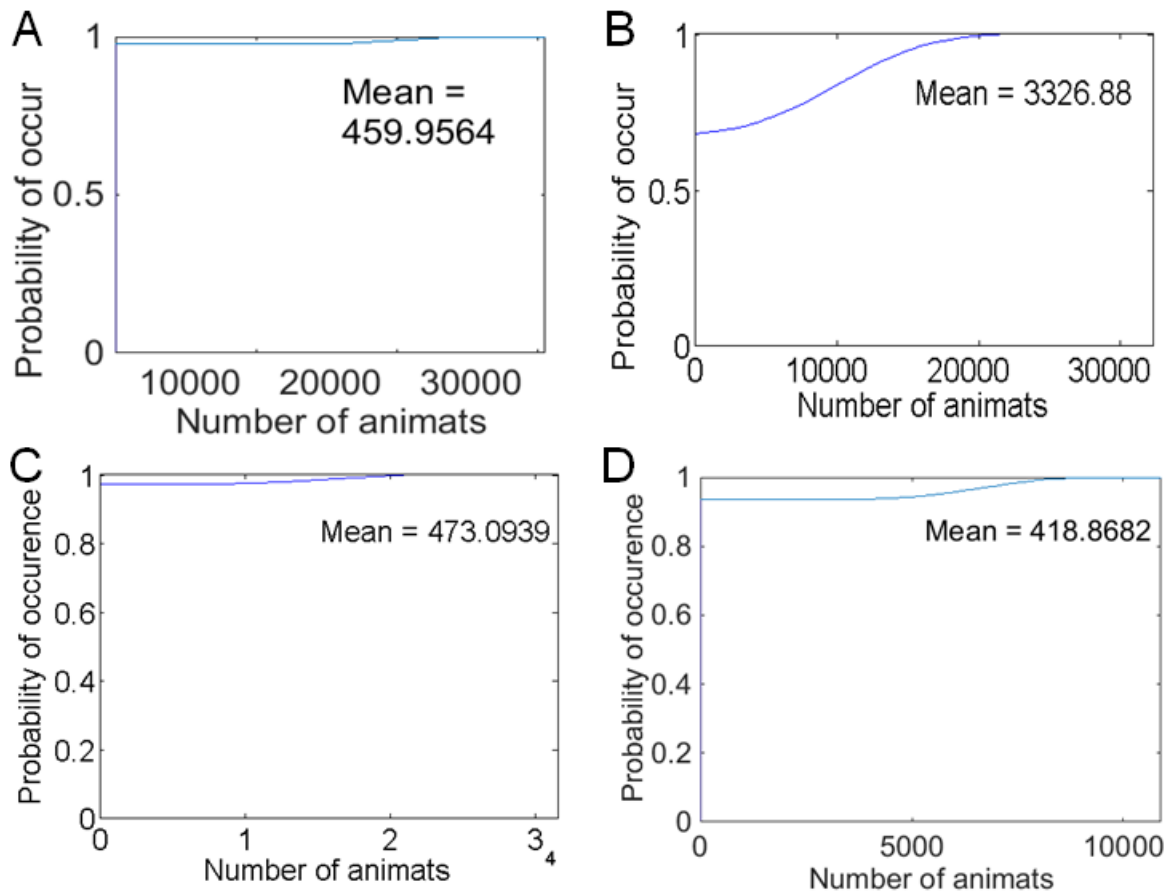 A
Probability of occur
1
0.5
0
Mean =
459.9564
10000 20000 30000
Number of animats
B
Probability of occur
1
0.5
0
Mean = 3326.88
0 10000 20000 30000
Number of animats
C
Probability of occurence
1
0.8
0.6
0.4
0.2
0
Mean = 473.0939
0 1 2 3
4
Number of animats
D
Probability of occurence
1
0.8
0.6
0.4
0.2
0
Mean = 418.8682
0 5000 10000
Number of animats